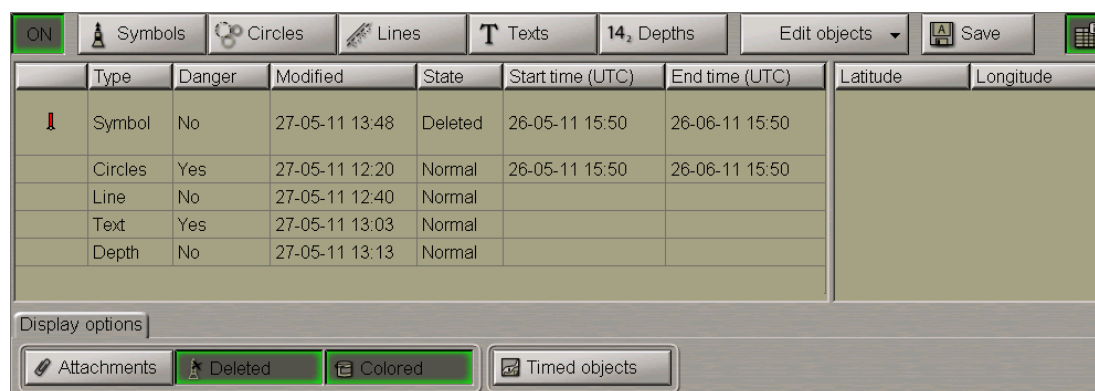 ON Symbols Circles Lines T Texts 14₂ Depths Edit objects A Save
Type Danger Modified State Start time (UTC) End time (UTC) Latitude Longitude
Symbol No 27-05-11 13:48 Deleted 26-05-11 15:50 26-06-11 15:50
Circles Yes 27-05-11 12:20 Normal 26-05-11 15:50 26-06-11 15:50
Line No 27-05-11 12:40 Normal
Text Yes 27-05-11 13:03 Normal
Depth No 27-05-11 13:13 Normal
Display options
Attachments Deleted Colored Timed objects